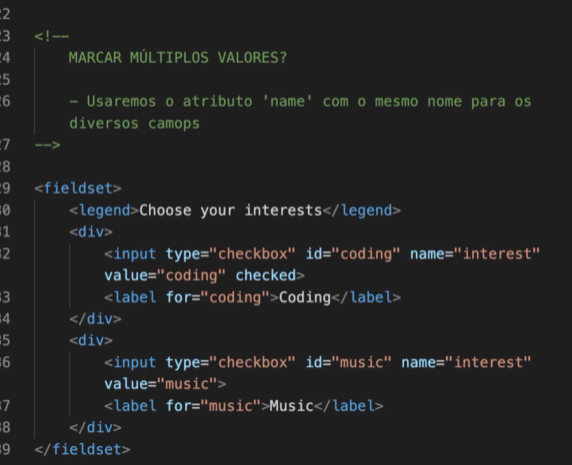 22
23 <!--
24 MARCAR MÚLTIPLOS VALORES?
25
26 - Usaremos o atributo 'name' com o mesmo nome para os
diversos camops
27 -->
28
29 <fieldset>
30 <legend>Choose your interests</legend>
31 <div>
32 <input type="checkbox" id="coding" name="interest"
value="coding" checked>
33 <label for="coding">Coding</label>
34 </div>
35 <div>
36 <input type="checkbox" id="music" name="interest"
value="music">
37 <label for="music">Music</label>
38 </div>
39 </fieldset>